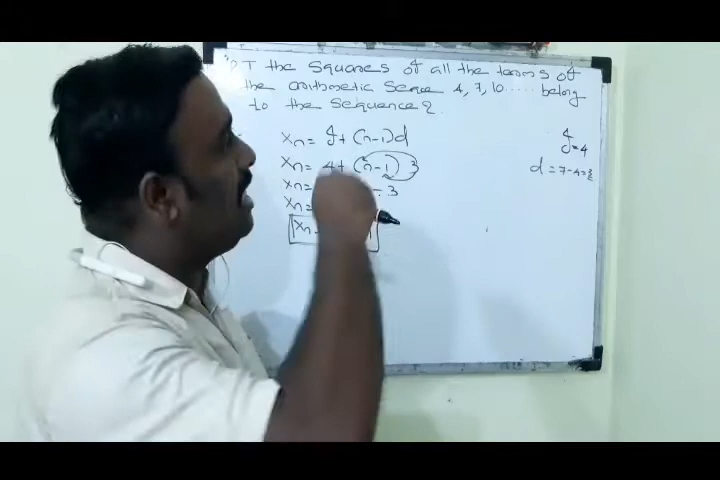 PT the Squares of all the terms of
the arithmetic Seque 4, 7, 10 ..... belong
to the Sequence?
xn = f + (n-1)d
xn = 4 + (n-1) 3
xn = - 3
xn =
xn =
f = 4
d = 7-4=3